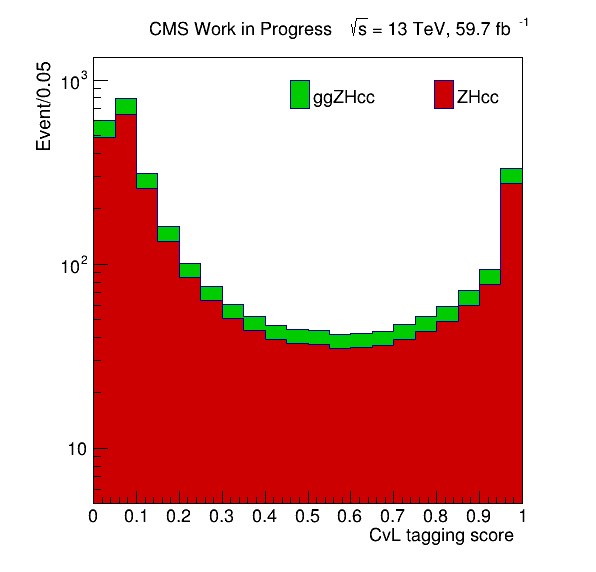 CMS Work in Progress √s = 13 TeV, 59.7 fb⁻¹
Event/0.05
10³
10²
10
ggZHcc ZHcc
0 0.1 0.2 0.3 0.4 0.5 0.6 0.7 0.8 0.9 1
CvL tagging score